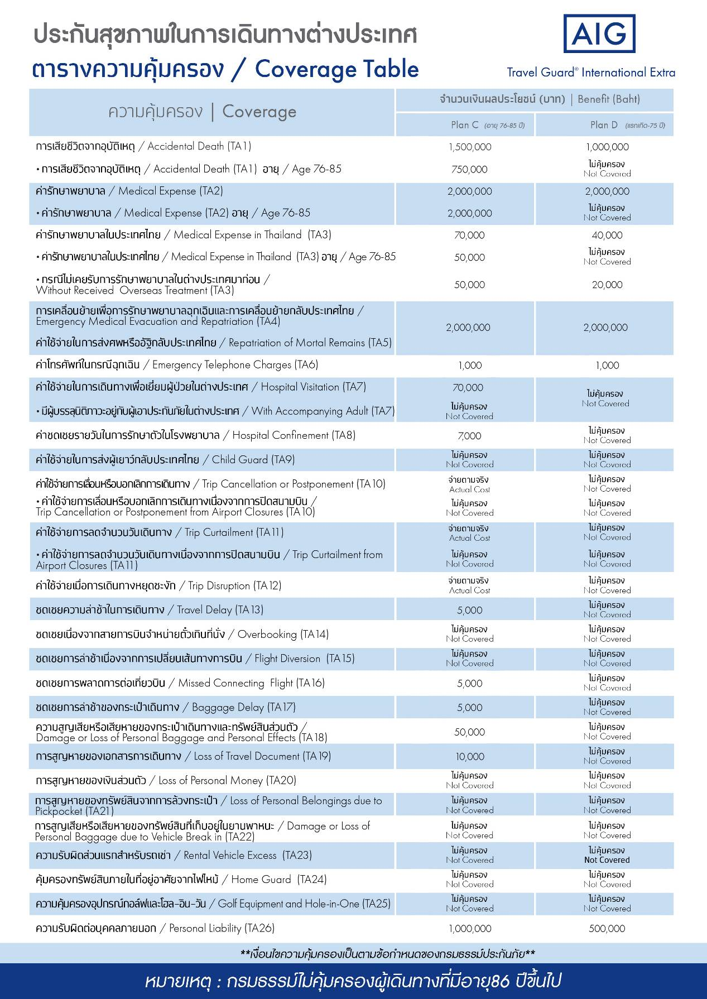 ประกันสุขภาพในการเดินทางต่างประเทศ
AIG
ตารางความคุ้มครอง / Coverage Table
Travel Guard® International Extra
ความคุ้มครอง | Coverage
จำนวนเงินผลประโยชน์ (บาท) | Benefit (Baht)
Plan C (อายุ 76-85 ปี)
Plan D (แรกเกิด-75 ปี)
การเสียชีวิตจากอุบัติเหตุ / Accidental Death (TA1)
1,500,000
1,000,000
• การเสียชีวิตจากอุบัติเหตุ / Accidental Death (TA1) อายุ / Age 76-85
750,000
ไม่คุ้มครอง
Not Covered
ค่ารักษาพยาบาล / Medical Expense (TA2)
2,000,000
2,000,000
• ค่ารักษาพยาบาล / Medical Expense (TA2) อายุ / Age 76-85
2,000,000
ไม่คุ้มครอง
Not Covered
ค่ารักษาพยาบาลในประเทศไทย / Medical Expense in Thailand (TA3)
70,000
40,000
• ค่ารักษาพยาบาลในประเทศไทย / Medical Expense in Thailand (TA3) อายุ / Age 76-85
50,000
ไม่คุ้มครอง
Not Covered
• กรณีไม่เคยรับการรักษาพยาบาลในต่างประเทศมาก่อน /
Without Received Overseas Treatment (TA3)
50,000
20,000
การเคลื่อนย้ายเพื่อการรักษาพยาบาลฉุกเฉินและการเคลื่อนย้ายกลับประเทศไทย /
Emergency Medical Evacuation and Repatriation (TA4)
ค่าใช้จ่ายในการส่งศพหรืออัฐิกลับประเทศไทย / Repatriation of Mortal Remains (TA5)
2,000,000
2,000,000
ค่าโทรศัพท์ในกรณีฉุกเฉิน / Emergency Telephone Charges (TA6)
1,000
1,000
ค่าใช้จ่ายในการเดินทางเพื่อเยี่ยมผู้ป่วยในต่างประเทศ / Hospital Visitation (TA7)
70,000
ไม่คุ้มครอง
Not Covered
• มีผู้บรรลุนิติภาวะอยู่กับผู้เอาประกันภัยในต่างประเทศ / With Accompanying Adult (TA7)
ไม่คุ้มครอง
Not Covered
ค่าชดเชยรายวันในการรักษาตัวในโรงพยาบาล / Hospital Confinement (TA8)
7,000
ไม่คุ้มครอง
Not Covered
ค่าใช้จ่ายในการส่งผู้เยาว์กลับประเทศไทย / Child Guard (TA9)
ไม่คุ้มครอง
Not Covered
ไม่คุ้มครอง
Not Covered
ค่าใช้จ่ายการเลื่อนหรือบอกเลิกการเดินทาง / Trip Cancellation or Postponement (TA10)
จ่ายตามจริง
Actual Cost
ไม่คุ้มครอง
Not Covered
• ค่าใช้จ่ายการเลื่อนหรือบอกเลิกการเดินทางเนื่องจากการปิดสนามบิน /
Trip Cancellation or Postponement from Airport Closures (TA10)
ไม่คุ้มครอง
Not Covered
ไม่คุ้มครอง
Not Covered
ค่าใช้จ่ายการลดจำนวนวันเดินทาง / Trip Curtailment (TA11)
จ่ายตามจริง
Actual Cost
ไม่คุ้มครอง
Not Covered
• ค่าใช้จ่ายการลดจำนวนวันเดินทางเนื่องจากการปิดสนามบิน / Trip Curtailment from
Airport Closures (TA11)
ไม่คุ้มครอง
Not Covered
ไม่คุ้มครอง
Not Covered
ค่าใช้จ่ายเมื่อการเดินทางหยุดชะงัก / Trip Disruption (TA12)
จ่ายตามจริง
Actual Cost
ไม่คุ้มครอง
Not Covered
ชดเชยความล่าช้าในการเดินทาง / Travel Delay (TA13)
5,000
ไม่คุ้มครอง
Not Covered
ชดเชยเนื่องจากสายการบินจำหน่ายตั๋วเกินที่นั่ง / Overbooking (TA14)
ไม่คุ้มครอง
Not Covered
ไม่คุ้มครอง
Not Covered
ชดเชยการล่าช้าเนื่องจากการเปลี่ยนเส้นทางการบิน / Flight Diversion (TA15)
ไม่คุ้มครอง
Not Covered
ไม่คุ้มครอง
Not Covered
ชดเชยการพลาดการต่อเที่ยวบิน / Missed Connecting Flight (TA16)
5,000
ไม่คุ้มครอง
Not Covered
ชดเชยการล่าช้าของกระเป๋าเดินทาง / Baggage Delay (TA17)
5,000
ไม่คุ้มครอง
Not Covered
ความสูญเสียหรือเสียหายของกระเป๋าเดินทางและทรัพย์สินส่วนตัว /
Damage or Loss of Personal Baggage and Personal Effects (TA18)
50,000
ไม่คุ้มครอง
Not Covered
การสูญหายของเอกสารการเดินทาง / Loss of Travel Document (TA19)
10,000
ไม่คุ้มครอง
Not Covered
การสูญหายของเงินส่วนตัว / Loss of Personal Money (TA20)
ไม่คุ้มครอง
Not Covered
ไม่คุ้มครอง
Not Covered
การสูญหายของทรัพย์สินจากการล้วงกระเป๋า / Loss of Personal Belongings due to
Pickpocket (TA21)
ไม่คุ้มครอง
Not Covered
ไม่คุ้มครอง
Not Covered
การสูญเสียหรือเสียหายของทรัพย์สินที่เก็บอยู่ในยานพาหนะ / Damage or Loss of
Personal Baggage due to Vehicle Break in (TA22)
ไม่คุ้มครอง
Not Covered
ไม่คุ้มครอง
Not Covered
ความรับผิดส่วนแรกสำหรับรถเช่า / Rental Vehicle Excess (TA23)
ไม่คุ้มครอง
Not Covered
ไม่คุ้มครอง
Not Covered
คุ้มครองทรัพย์สินภายในที่อยู่อาศัยจากไฟไหม้ / Home Guard (TA24)
ไม่คุ้มครอง
Not Covered
ไม่คุ้มครอง
Not Covered
ความคุ้มครองอุปกรณ์กอล์ฟและโฮล-อิน-วัน / Golf Equipment and Hole-in-One (TA25)
ไม่คุ้มครอง
Not Covered
ไม่คุ้มครอง
Not Covered
ความรับผิดต่อบุคคลภายนอก / Personal Liability (TA26)
1,000,000
500,000
**เงื่อนไขความคุ้มครองเป็นตามข้อกำหนดของกรมธรรม์ประกันภัย**
หมายเหตุ : กรมธรรม์ไม่คุ้มครองผู้เดินทางที่มีอายุ86 ปีขึ้นไป